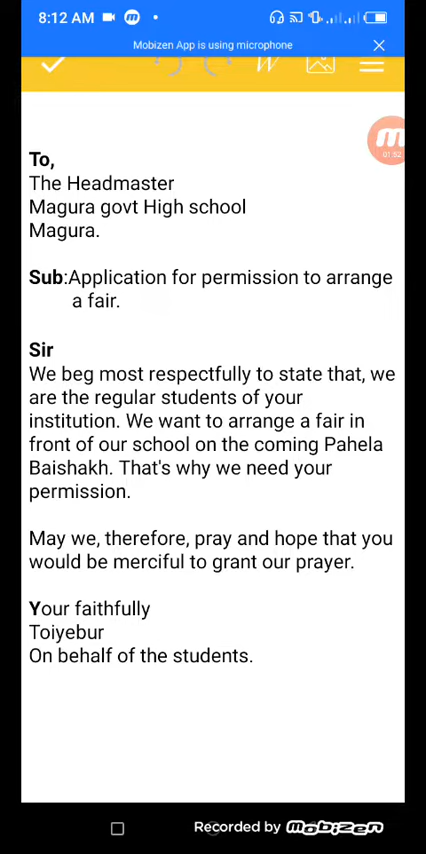 8:12 AM
Mobizen App is using microphone
W
01:52
To,
The Headmaster
Magura govt High school
Magura.
Sub:Application for permission to arrange
a fair.
Sir
We beg most respectfully to state that, we
are the regular students of your
institution. We want to arrange a fair in
front of our school on the coming Pahela
Baishakh. That's why we need your
permission.
May we, therefore, pray and hope that you
would be merciful to grant our prayer.
Your faithfully
Toiyebur
On behalf of the students.
Recorded by Mobizen